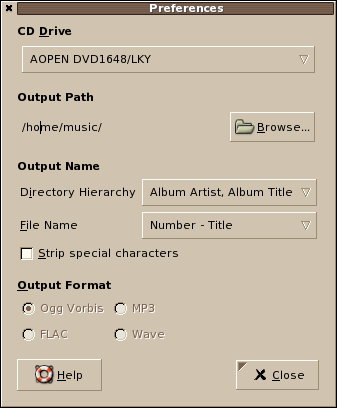 Preferences
CD Drive
AOPEN DVD1648/LKY
Output Path
/home/music/
Browse...
Output Name
Directory Hierarchy
Album Artist, Album Title
File Name
Number - Title
Strip special characters
Output Format
Ogg Vorbis
MP3
FLAC
Wave
Help
Close